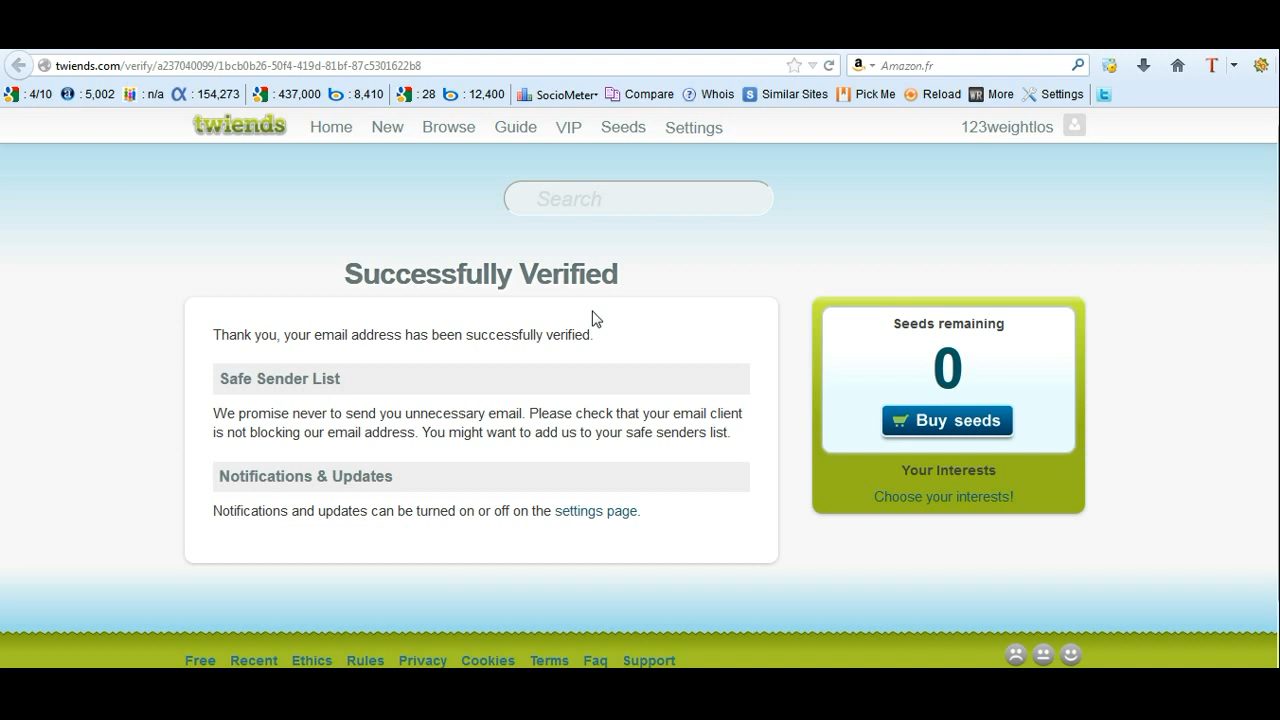 twiends.com/verify/a237040099/1bcb0b26-50f4-419d-81bf-87c5301622b8
Amazon.fr
: 4/10 : 5,002 : n/a : 154,273 : 437,000 : 8,410 : 28 : 12,400 SocioMeter Compare Whois Similar Sites Pick Me Reload More Settings
twiends Home New Browse Guide VIP Seeds Settings 123weightlos
Search
Successfully Verified
Thank you, your email address has been successfully verified.
Safe Sender List
We promise never to send you unnecessary email. Please check that your email client
is not blocking our email address. You might want to add us to your safe senders list.
Notifications & Updates
Notifications and updates can be turned on or off on the settings page.
Seeds remaining
0
Buy seeds
Your Interests
Choose your interests!
Free Recent Ethics Rules Privacy Cookies Terms Faq Support